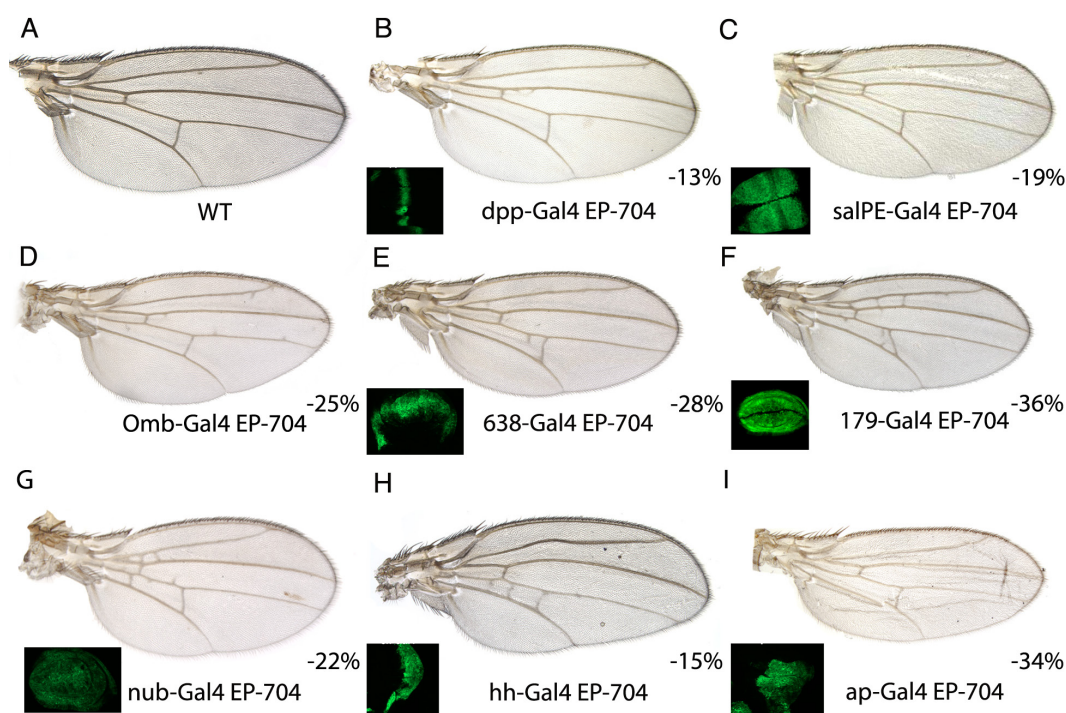 A
B
C
WT
-13%
dpp-Gal4 EP-704
-19%
salPE-Gal4 EP-704
D
E
F
-25%
Omb-Gal4 EP-704
-28%
638-Gal4 EP-704
-36%
179-Gal4 EP-704
G
H
I
-22%
nub-Gal4 EP-704
-15%
hh-Gal4 EP-704
-34%
ap-Gal4 EP-704